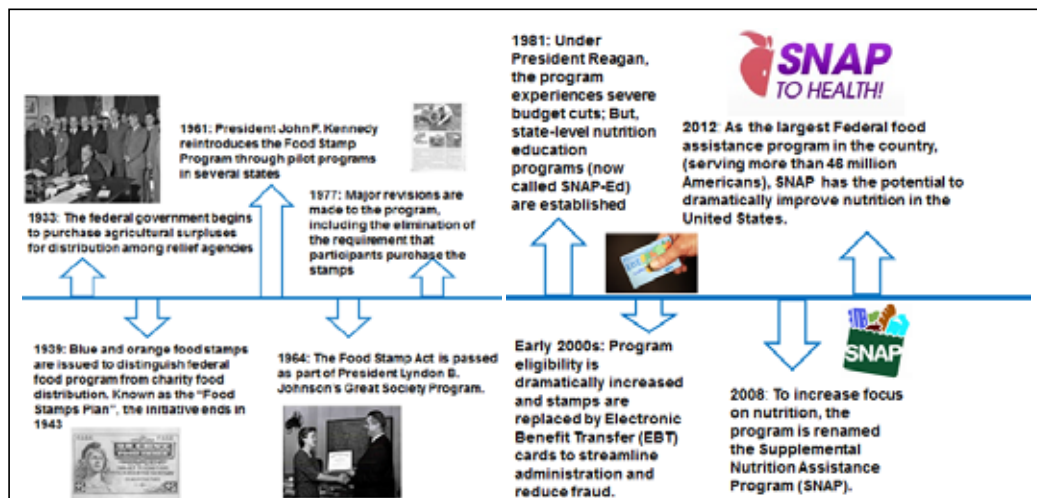 1933: The federal government begins
to purchase agricultural surpluses
for distribution among relief agencies
1939: Blue and orange food stamps
are issued to distinguish federal
food program from charity food
distribution. Known as the "Food
Stamps Plan", the initiative ends in
1943
1961: President John F. Kennedy
reintroduces the Food Stamp
Program through pilot programs
in several states
1964: The Food Stamp Act is passed
as part of President Lyndon B.
Johnson's Great Society Program.
1977: Major revisions are
made to the program,
including the elimination of
the requirement that
participants purchase the
stamps
1981: Under
President Reagan,
the program
experiences severe
budget cuts; But,
state-level nutrition
education
programs (now
called SNAP-Ed)
are established
Early 2000s: Program
eligibility is
dramatically increased
and stamps are
replaced by Electronic
Benefit Transfer (EBT)
cards to streamline
administration and
reduce fraud.
SNAP
2008: To increase focus
on nutrition, the
program is renamed
the Supplemental
Nutrition Assistance
Program (SNAP).
SNAP
TO HEALTH!
2012: As the largest Federal food
assistance program in the country,
(serving more than 46 million
Americans), SNAP has the potential to
dramatically improve nutrition in the
United States.